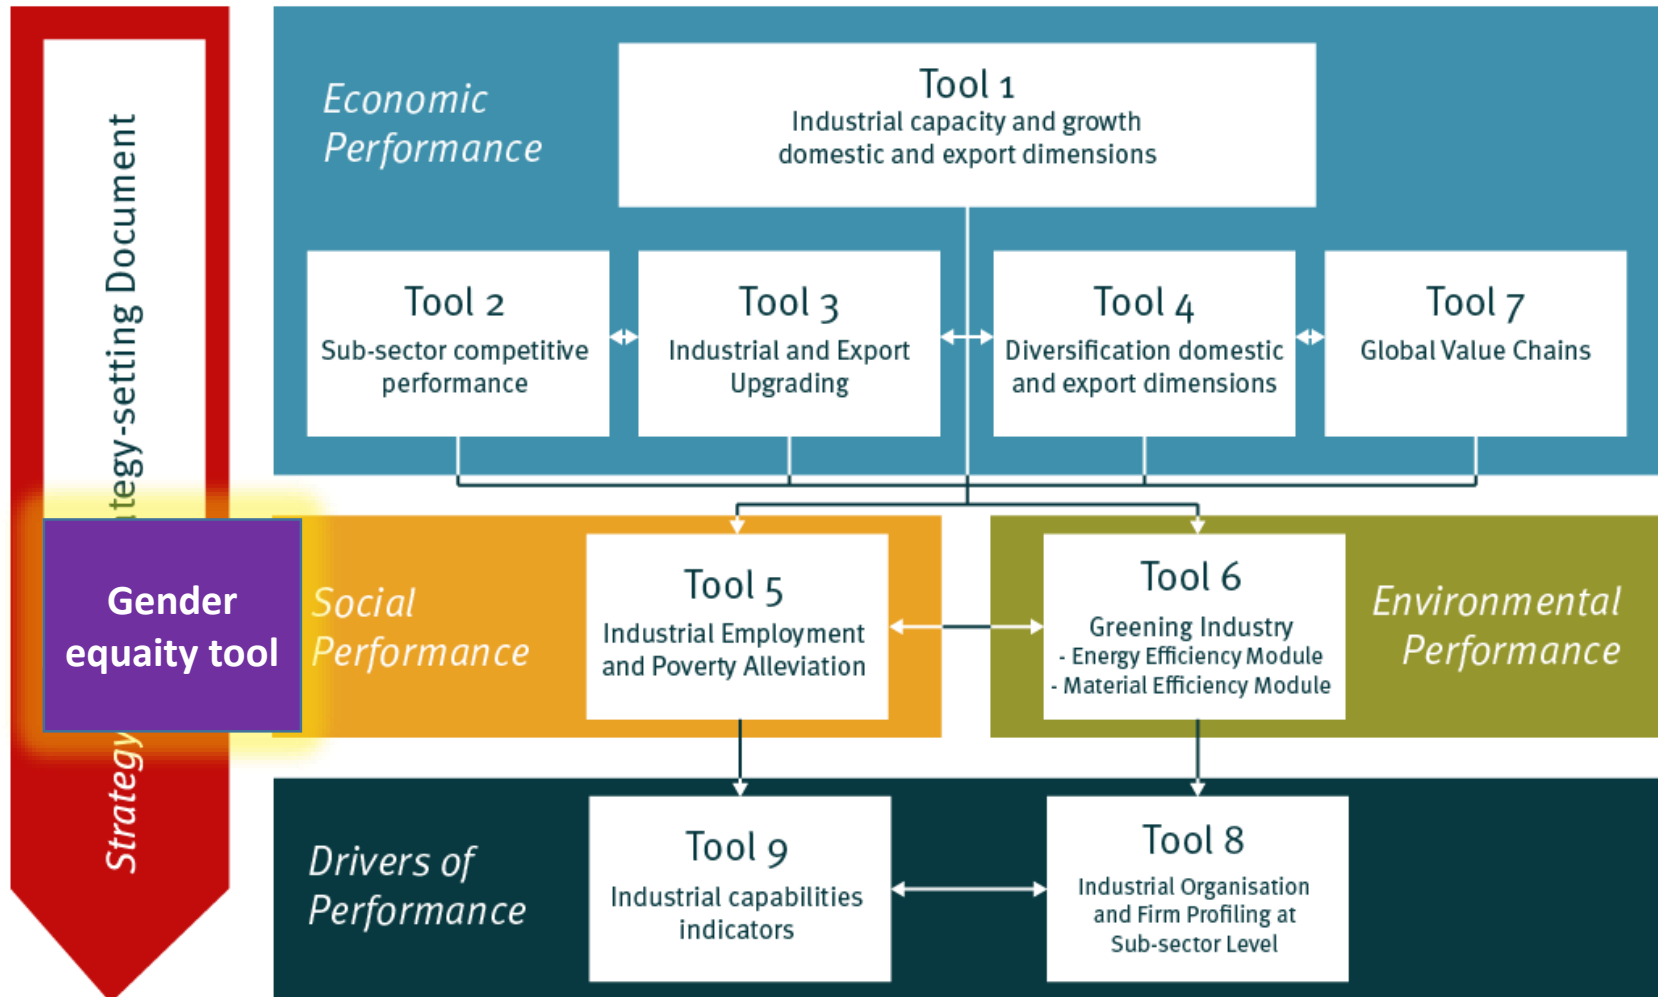 Economic
Performance
Tool 1
Industrial capacity and growth
domestic and export dimensions
Tool 2
Sub-sector competitive
performance
Tool 3
Industrial and Export
Upgrading
Tool 4
Diversification domestic
and export dimensions
Tool 7
Global Value Chains
Strategy ategy-setting Document
Gender
equaity tool
Social
Performance
Tool 5
Industrial Employment
and Poverty Alleviation
Tool 6
Greening Industry
- Energy Efficiency Module
- Material Efficiency Module
Environmental
Performance
Drivers of
Performance
Tool 9
Industrial capabilities
indicators
Tool 8
Industrial Organisation
and Firm Profiling at
Sub-sector Level